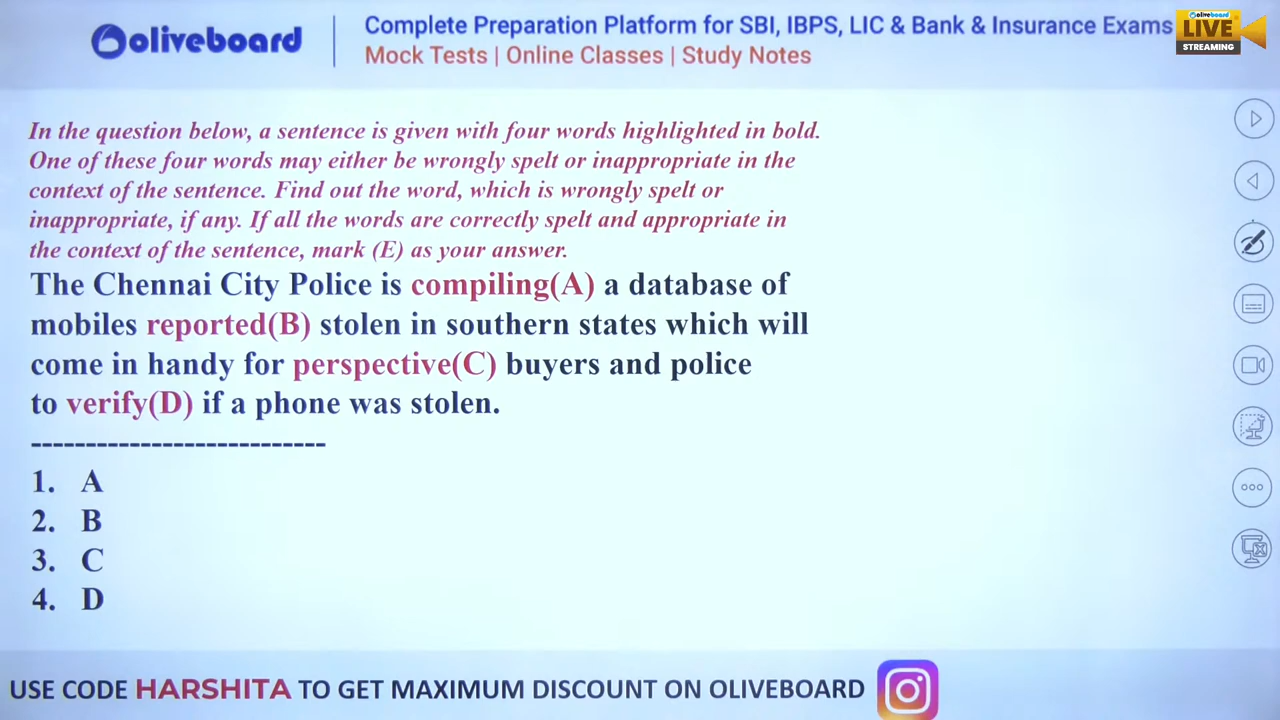 oliveboard
Complete Preparation Platform for SBI, IBPS, LIC & Bank & Insurance Exams
Mock Tests | Online Classes | Study Notes
oliveboard
LIVE
STREAMING
In the question below, a sentence is given with four words highlighted in bold.
One of these four words may either be wrongly spelt or inappropriate in the
context of the sentence. Find out the word, which is wrongly spelt or
inappropriate, if any. If all the words are correctly spelt and appropriate in
the context of the sentence, mark (E) as your answer.
The Chennai City Police is compiling(A) a database of
mobiles reported(B) stolen in southern states which will
come in handy for perspective(C) buyers and police
to verify(D) if a phone was stolen.
---------------------------
1. A
2. B
3. C
4. D
USE CODE HARSHITA TO GET MAXIMUM DISCOUNT ON OLIVEBOARD